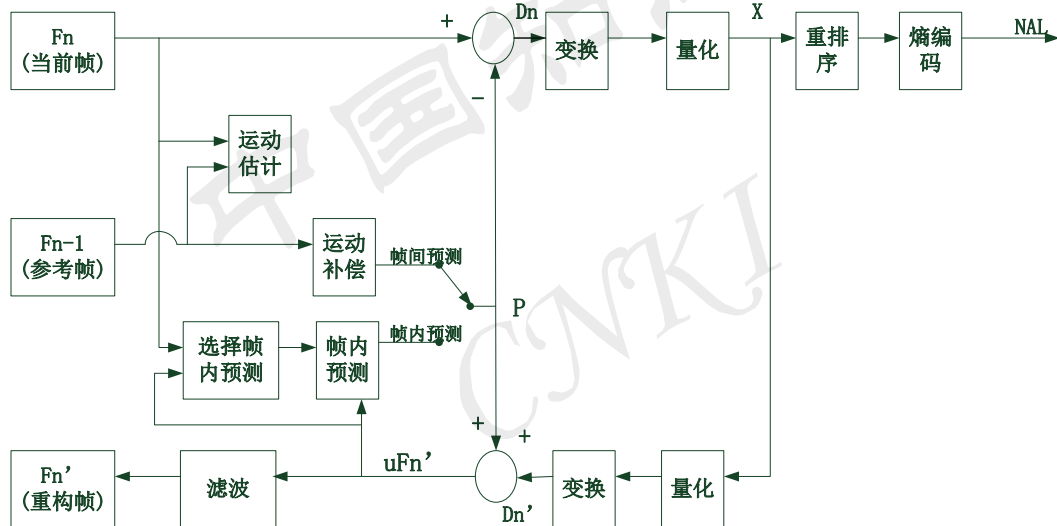 Fn
(当前帧)
+
Dn
变换
量化
X
重排
序
熵编
码
NAL
-
运动
估计
Fn-1
(参考帧)
运动
补偿
帧间预测
P
选择帧
内预测
帧内
预测
帧内预测
+
+
Fn'
(重构帧)
滤波
uFn'
Dn'
变换
量化
中国知
CNKI